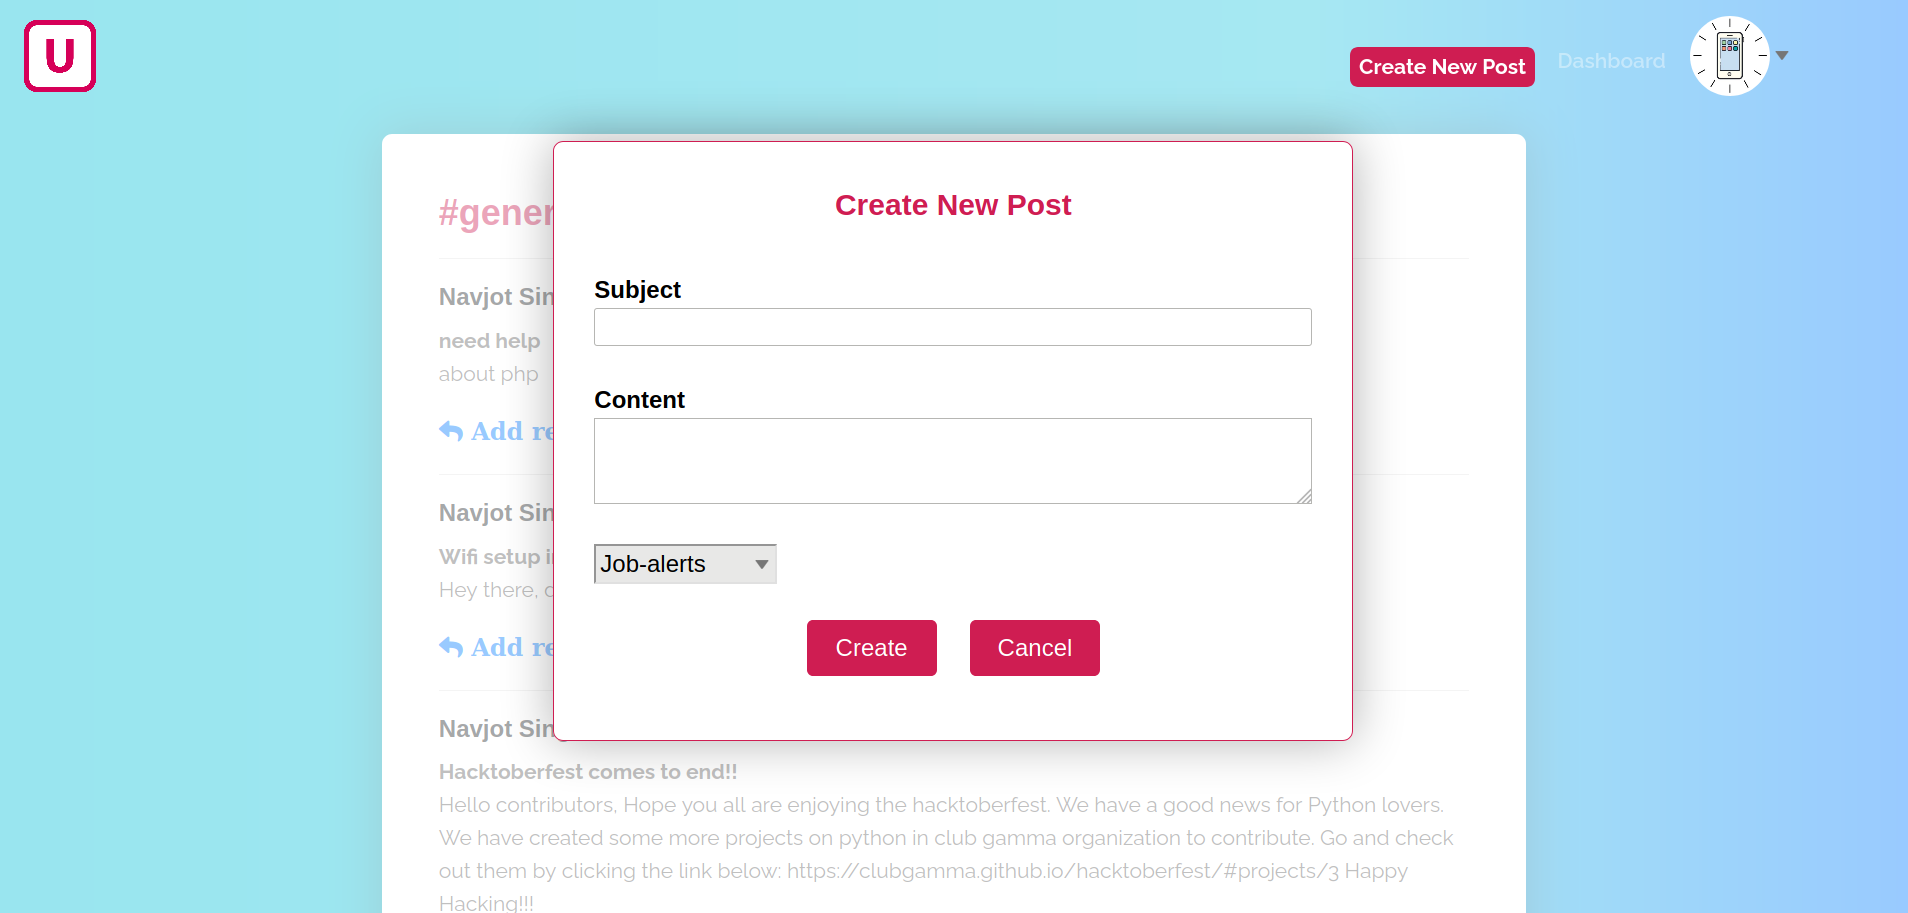 U
Create New Post
Dashboard
Create New Post
#gener
Subject
Navjot Sin
need help
about php
Content
Add re
Navjot Sin
Wifi setup
Hey there,
Job-alerts
Add re
Create
Cancel
Navjot Sin
Hacktoberfest comes to end!!
Hello contributors, Hope you all are enjoying the hacktoberfest. We have a good news for Python lovers.
We have created some more projects on python in club gamma organization to contribute. Go and check
out them by clicking the link below: https://clubgamma.github.io/hacktoberfest/#projects/3 Happy
Hacking!!!